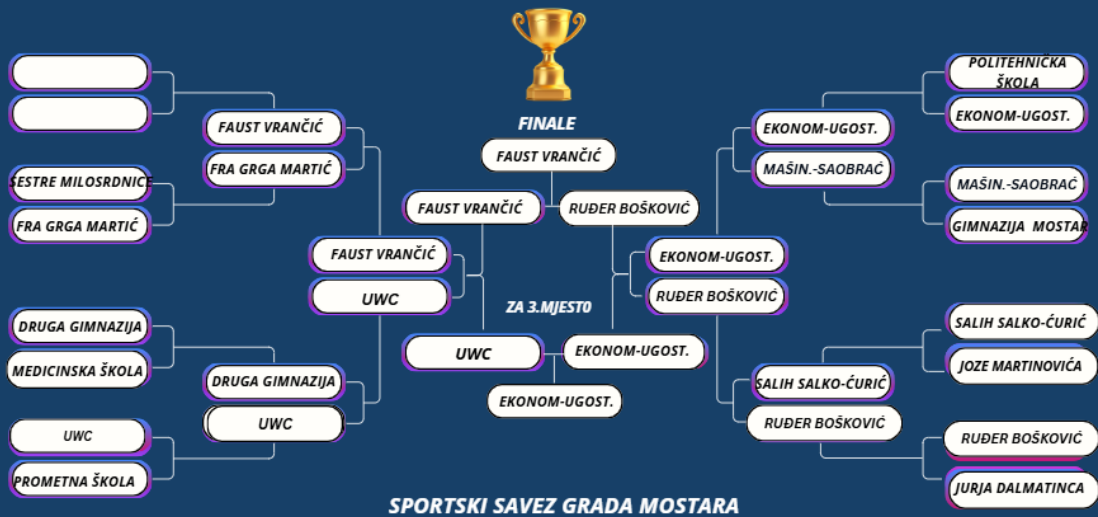 FINALE
FAUST VRANČIĆ
FAUST VRANČIĆ
RUĐER BOŠKOVIĆ
ZA 3.MJESTO
UWC
EKONOM-UGOST.
EKONOM-UGOST.
FAUST VRANČIĆ
FRA GRGA MARTIĆ
SESTRE MILOSRDNICE
FRA GRGA MARTIĆ
FAUST VRANČIĆ
UWC
DRUGA GIMNAZIJA
MEDICINSKA ŠKOLA
DRUGA GIMNAZIJA
UWC
UWC
PROMETNA ŠKOLA
POLITEHNIČKA
ŠKOLA
EKONOM-UGOST.
EKONOM-UGOST.
MAŠIN.-SAOBRAĆ
MAŠIN.-SAOBRAĆ
GIMNAZIJA MOSTAR
EKONOM-UGOST.
RUĐER BOŠKOVIĆ
SALIH SALKO-ĆURIĆ
JOZE MARTINOVIĆA
SALIH SALKO-ĆURIĆ
RUĐER BOŠKOVIĆ
RUĐER BOŠKOVIĆ
JURJA DALMATINCA
SPORTSKI SAVEZ GRADA MOSTARA